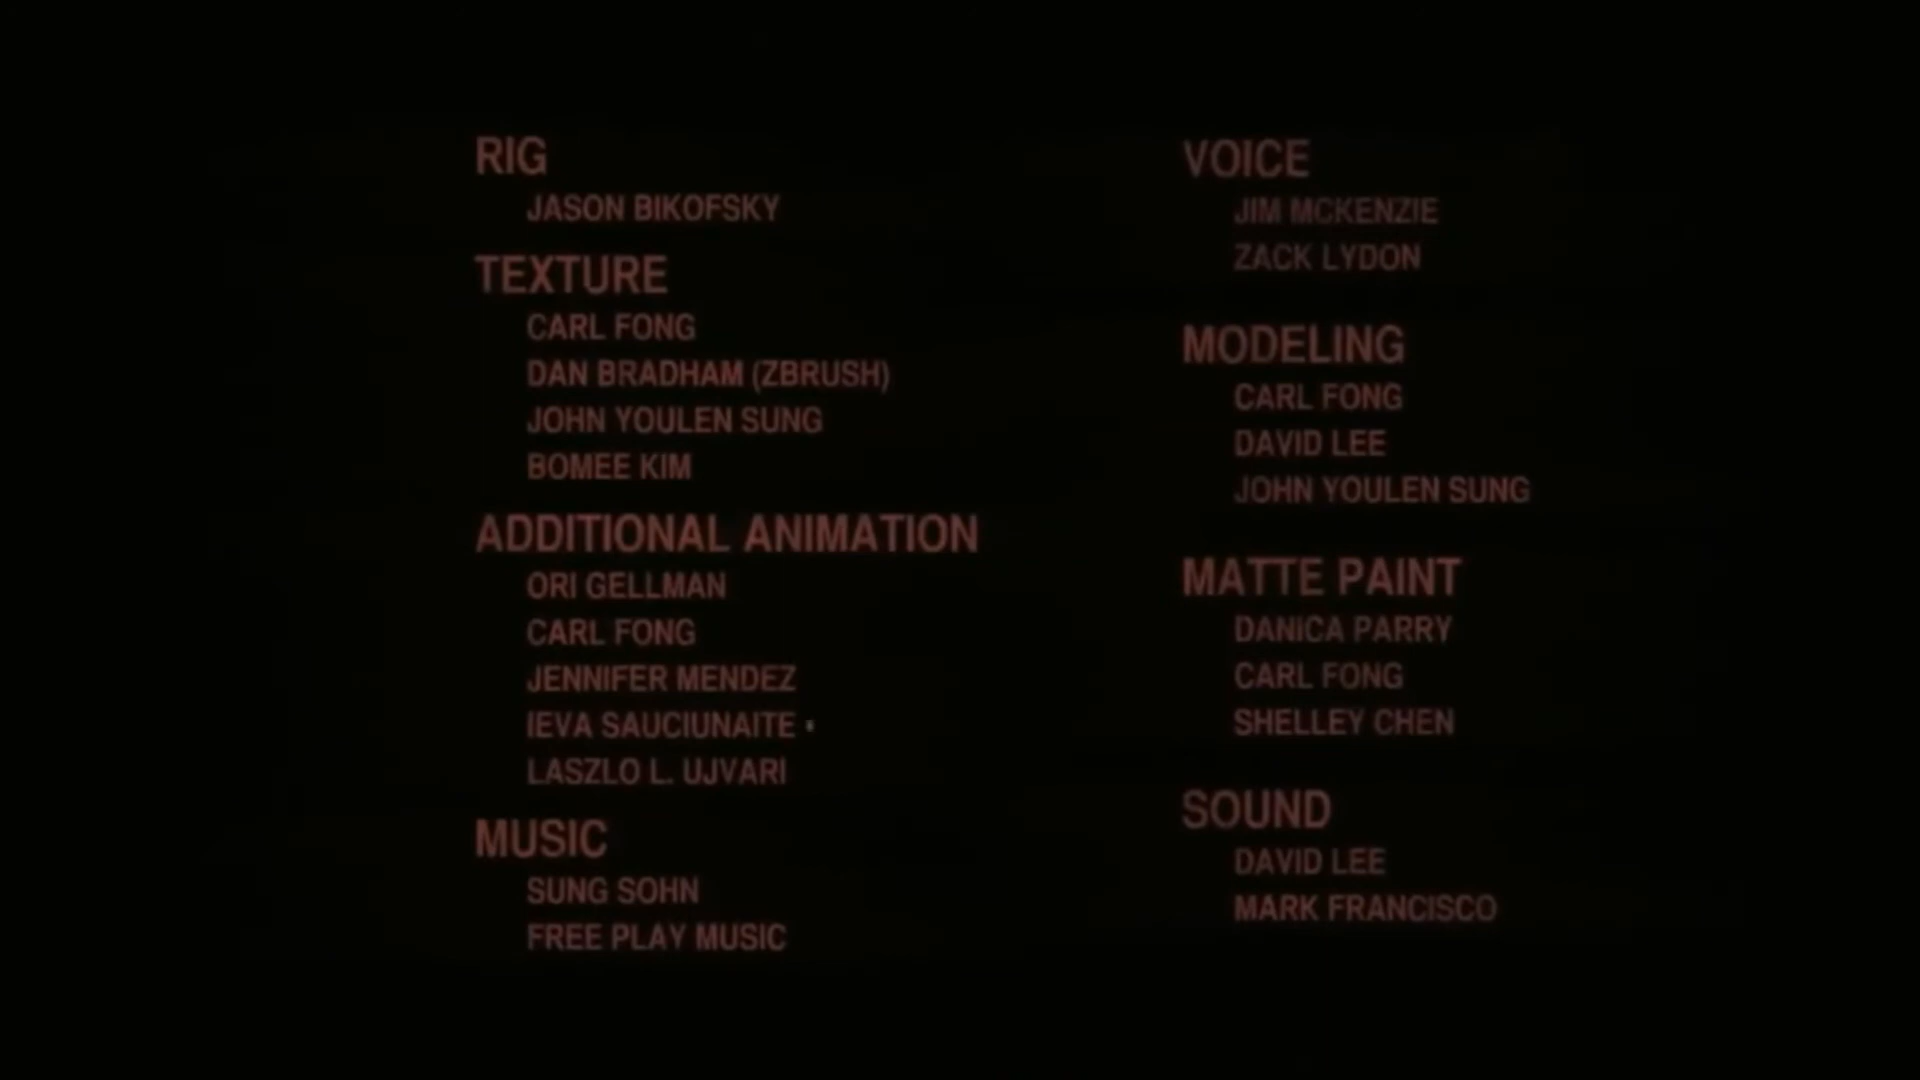 RIG
JASON BIKOFSKY
TEXTURE
CARL FONG
DAN BRADHAM (ZBRUSH)
JOHN YOULEN SUNG
BOMEE KIM
ADDITIONAL ANIMATION
ORI GELLMAN
CARL FONG
JENNIFER MENDEZ
IEVA SAUCIUNAITE
LASZLO L. UJVARI
MUSIC
SUNG SOHN
FREE PLAY MUSIC
VOICE
JIM MCKENZIE
ZACK LYDON
MODELING
CARL FONG
DAVID LEE
JOHN YOULEN SUNG
MATTE PAINT
DANICA PARRY
CARL FONG
SHELLEY CHEN
SOUND
DAVID LEE
MARK FRANCISCO